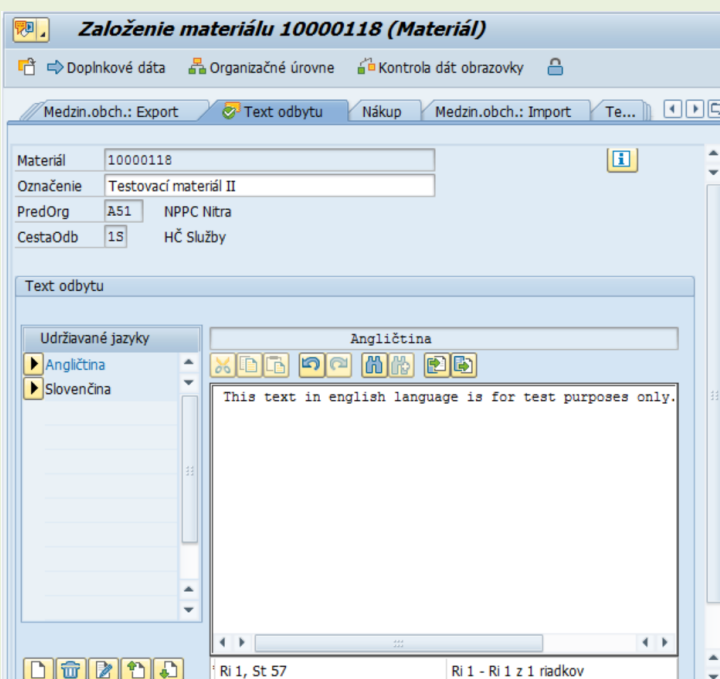 Založenie materiálu 10000118 (Materiál)
Doplnkové dáta Organizačné úrovne Kontrola dát obrazovky
Medzin.obch.: Export Text odbytu Nákup Medzin.obch.: Import Te...
Materiál 10000118
Označenie Testovací materiál II
PredOrg A51 NPPC Nitra
CestaOdb 1S HČ Služby
Text odbytu
Udržiavané jazyky Angličtina
Angličtina
Slovenčina
This text in english language is for test purposes only.
Ri 1, St 57 Ri 1 - Ri 1 z 1 riadkov